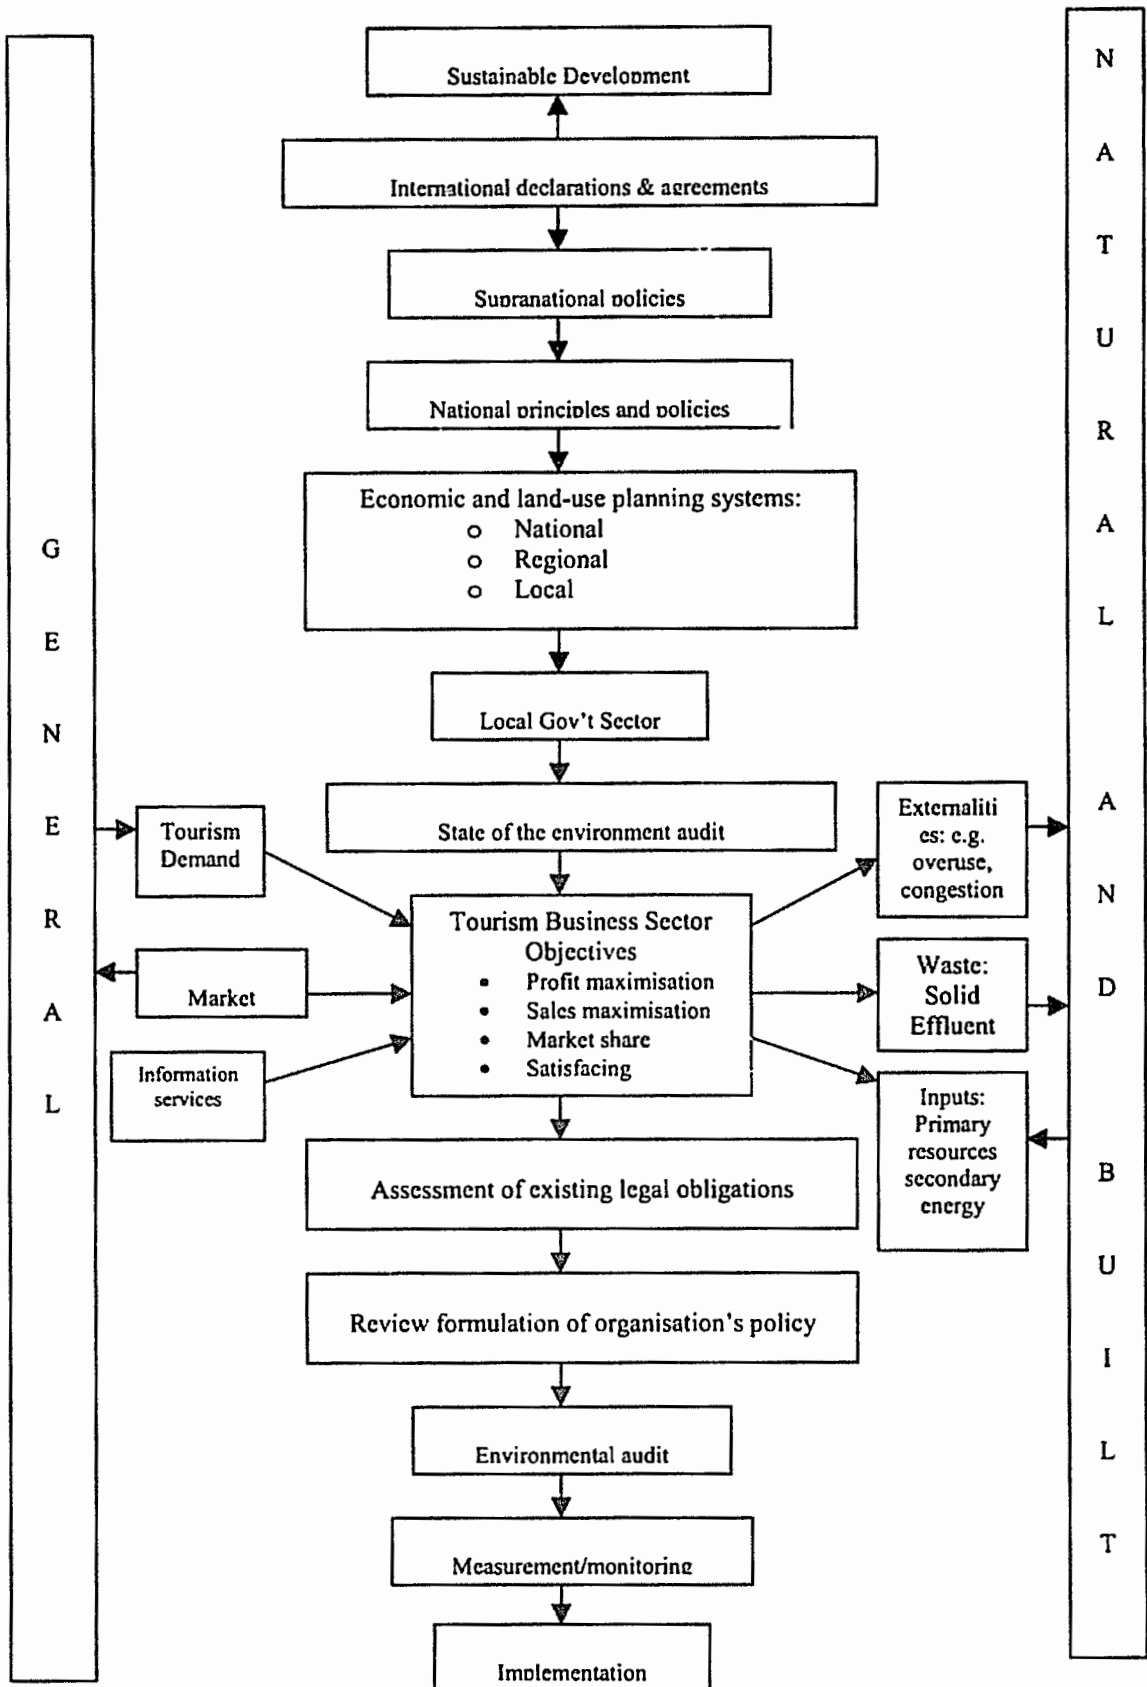 Sustainable Development
International declarations & agreements
Supranational policies
National principles and policies
Economic and land-use planning systems:
o National
o Regional
o Local
Local Gov't Sector
State of the environment audit
GENERAL
Tourism
Demand
Market
Information
services
Tourism Business Sector
Objectives
• Profit maximisation
• Sales maximisation
• Market share
• Satisfacing
Externaliti
es: e.g.
overuse,
congestion
Waste:
Solid
Effluent
Inputs:
Primary
resources
secondary
energy
NATURAL AND BUILT
Assessment of existing legal obligations
Review formulation of organisation's policy
Environmental audit
Measurement/monitoring
Implementation